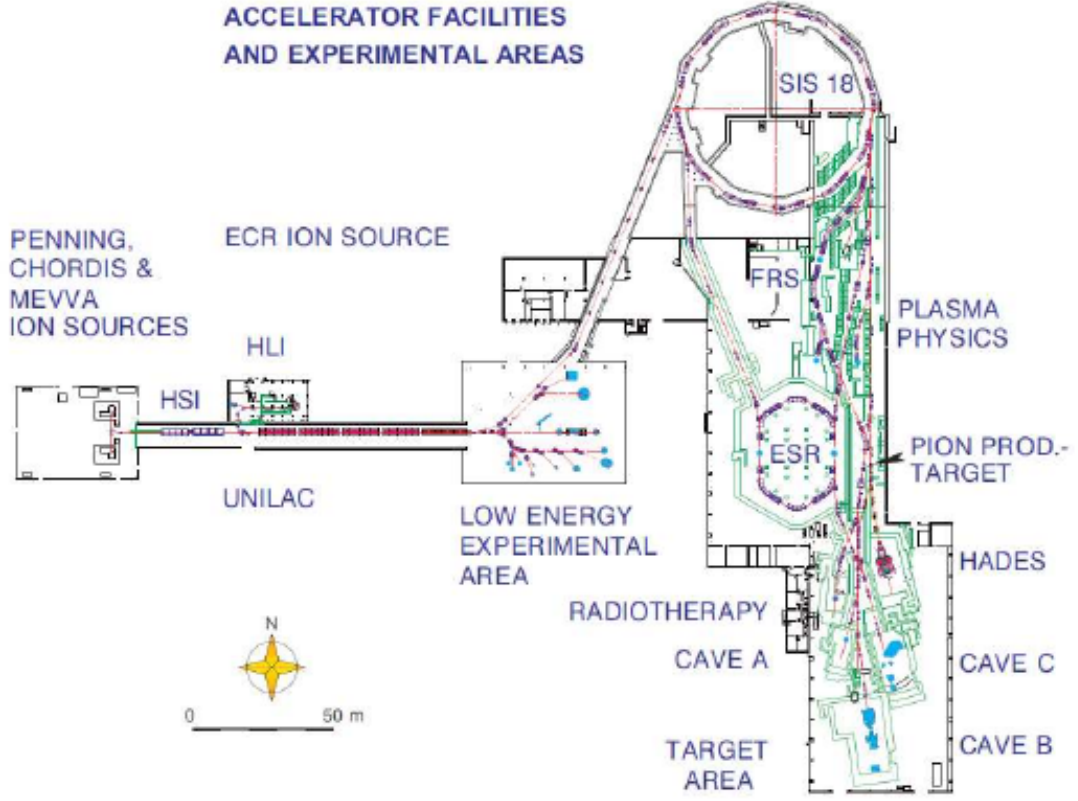 ACCELERATOR FACILITIES
AND EXPERIMENTAL AREAS
SIS 18
PENNING,
CHORDIS &
MEVVA
ION SOURCES
ECR ION SOURCE
FRS
PLASMA
PHYSICS
HLI
HSI
ESR
PION PROD.-
TARGET
UNILAC
LOW ENERGY
EXPERIMENTAL
AREA
HADES
RADIOTHERAPY
CAVE A
CAVE C
N
0 50 m
TARGET
AREA
CAVE B